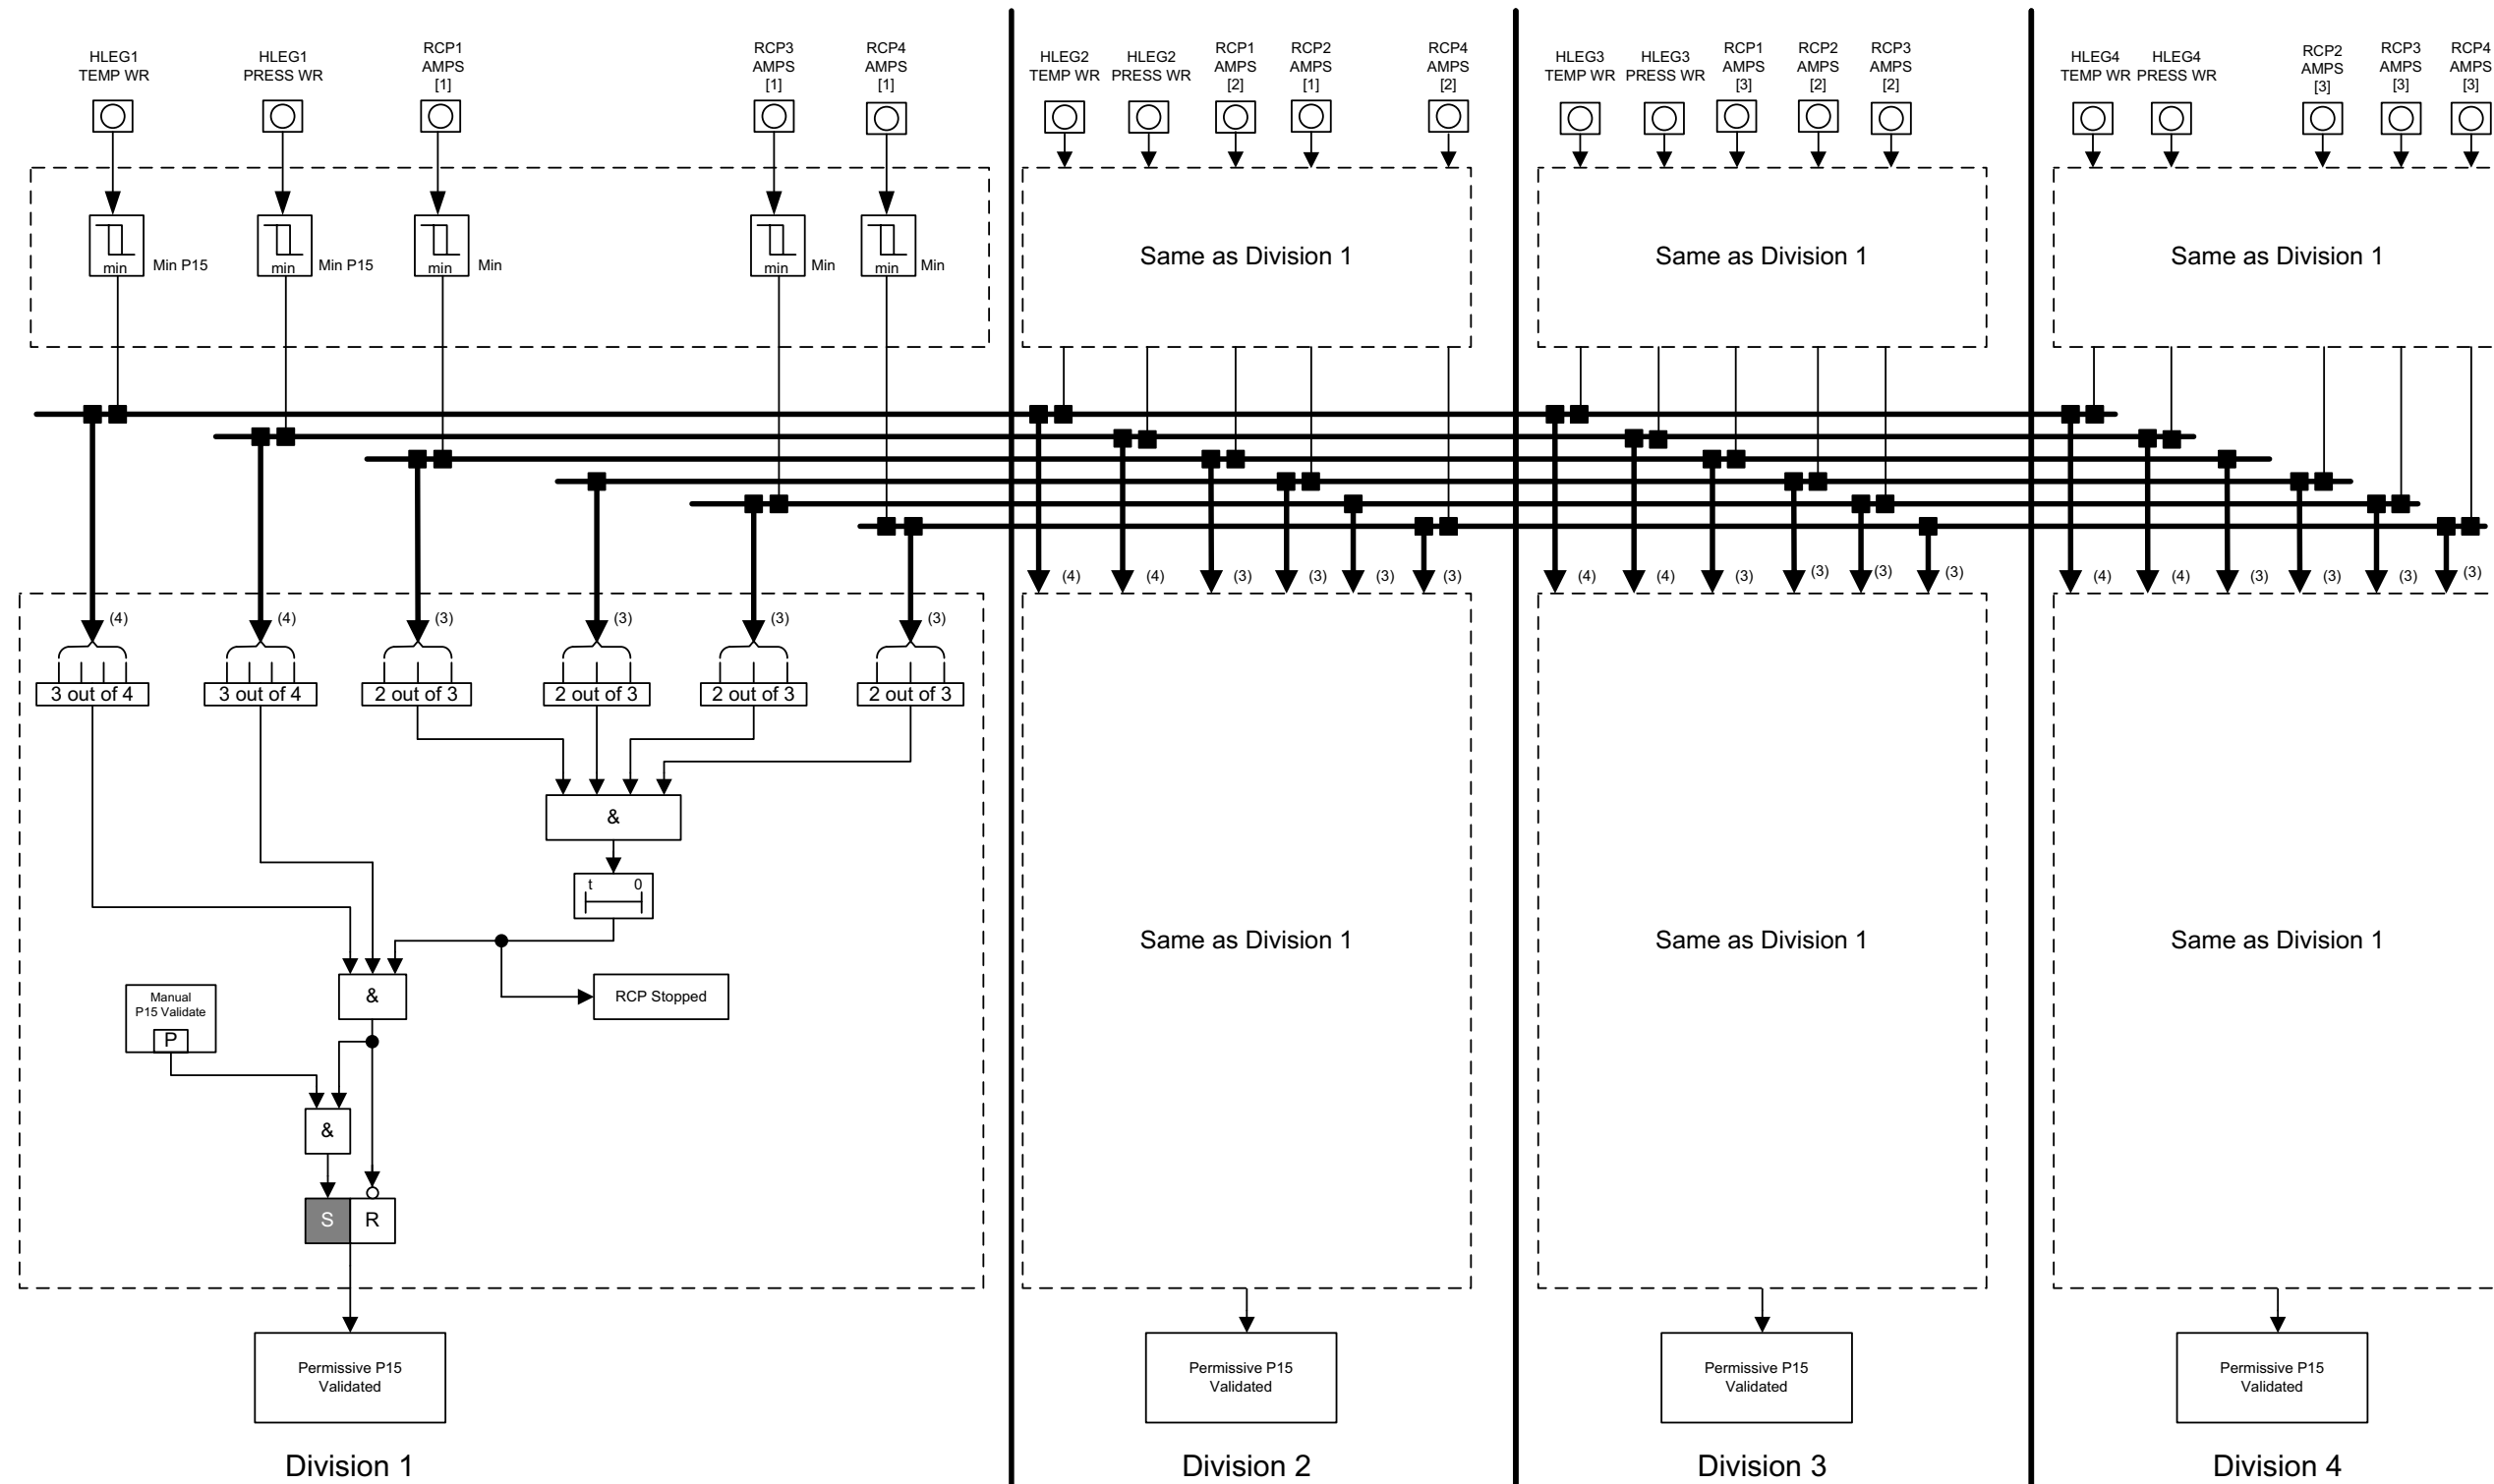 HLEG1
TEMP WR
HLEG1
PRESS WR
RCP1
AMPS
[1]
RCP3
AMPS
[1]
RCP4
AMPS
[1]
HLEG2
TEMP WR
HLEG2
PRESS WR
RCP1
AMPS
[2]
RCP2
AMPS
[1]
RCP4
AMPS
[2]
HLEG3
TEMP WR
HLEG3
PRESS WR
RCP1
AMPS
[3]
RCP2
AMPS
[2]
RCP3
AMPS
[2]
HLEG4
TEMP WR
HLEG4
PRESS WR
RCP2
AMPS
[3]
RCP3
AMPS
[3]
RCP4
AMPS
[3]
min
Min P15
min
Min P15
min
Min
min
Min
min
Min
Same as Division 1
Same as Division 1
Same as Division 1
(4)
(4)
(3)
(3)
(3)
(3)
(4)
(4)
(3)
(3)
(3)
(3)
(4)
(4)
(3)
(3)
(3)
(3)
(4)
(4)
(3)
(3)
(3)
(3)
3 out of 4
3 out of 4
2 out of 3
2 out of 3
2 out of 3
2 out of 3
&
t 0
Same as Division 1
Same as Division 1
Same as Division 1
&
RCP Stopped
Manual
P15 Validate
P
&
S
R
Permissive P15
Validated
Permissive P15
Validated
Permissive P15
Validated
Permissive P15
Validated
Division 1
Division 2
Division 3
Division 4